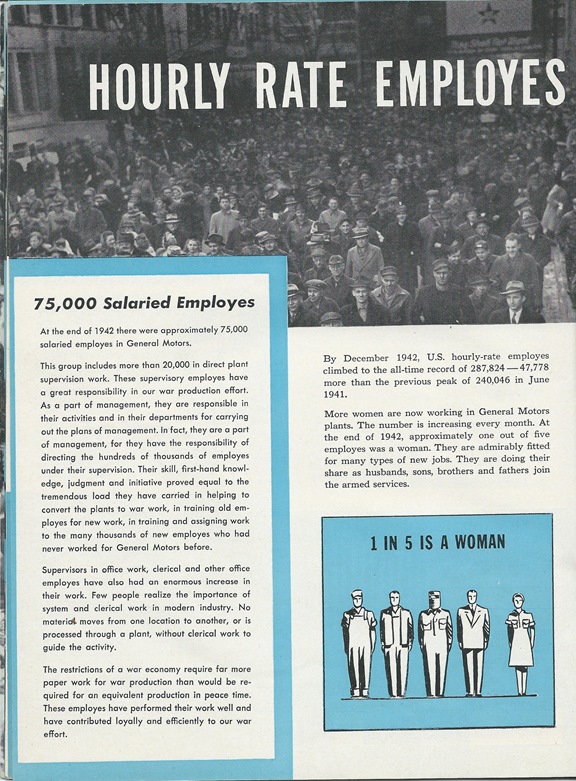 HOURLY RATE EMPLOYES
75,000 Salaried Employes
At the end of 1942 there were approximately 75,000
salaried employes in General Motors.
This group includes more than 20,000 in direct plant
supervision work. These supervisory employes have
a great responsibility in our war production effort.
As a part of management, they are responsible in
their activities and in their departments for carrying
out the plans of management. In fact, they are a part
of management, for they have the responsibility of
directing the hundreds of thousands of employes
under their supervision. Their skill, first-hand knowl-
edge, judgment and initiative proved equal to the
tremendous load they have carried in helping to
convert the plants to war work, in training old em-
ployes for new work, in training and assigning work
to the many thousands of new employes who had
never worked for General Motors before.
Supervisors in office work, clerical and other office
employes have also had an enormous increase in
their work. Few people realize the importance of
system and clerical work in modern industry. No
material moves from one location to another, or is
processed through a plant, without clerical work to
guide the activity.
The restrictions of a war economy require far more
paper work for war production than would be re-
quired for an equivalent production in peace time.
These employes have performed their work well and
have contributed loyally and efficiently to our war
effort.
By December 1942, U.S. hourly-rate employes
climbed to the all-time record of 287,824—47,778
more than the previous peak of 240,046 in June
1941.
More women are now working in General Motors
plants. The number is increasing every month. At
the end of 1942, approximately one out of five
employes was a woman. They are admirably fitted
for many types of new jobs. They are doing their
share as husbands, sons, brothers and fathers join
the armed services.
1 IN 5 IS A WOMAN